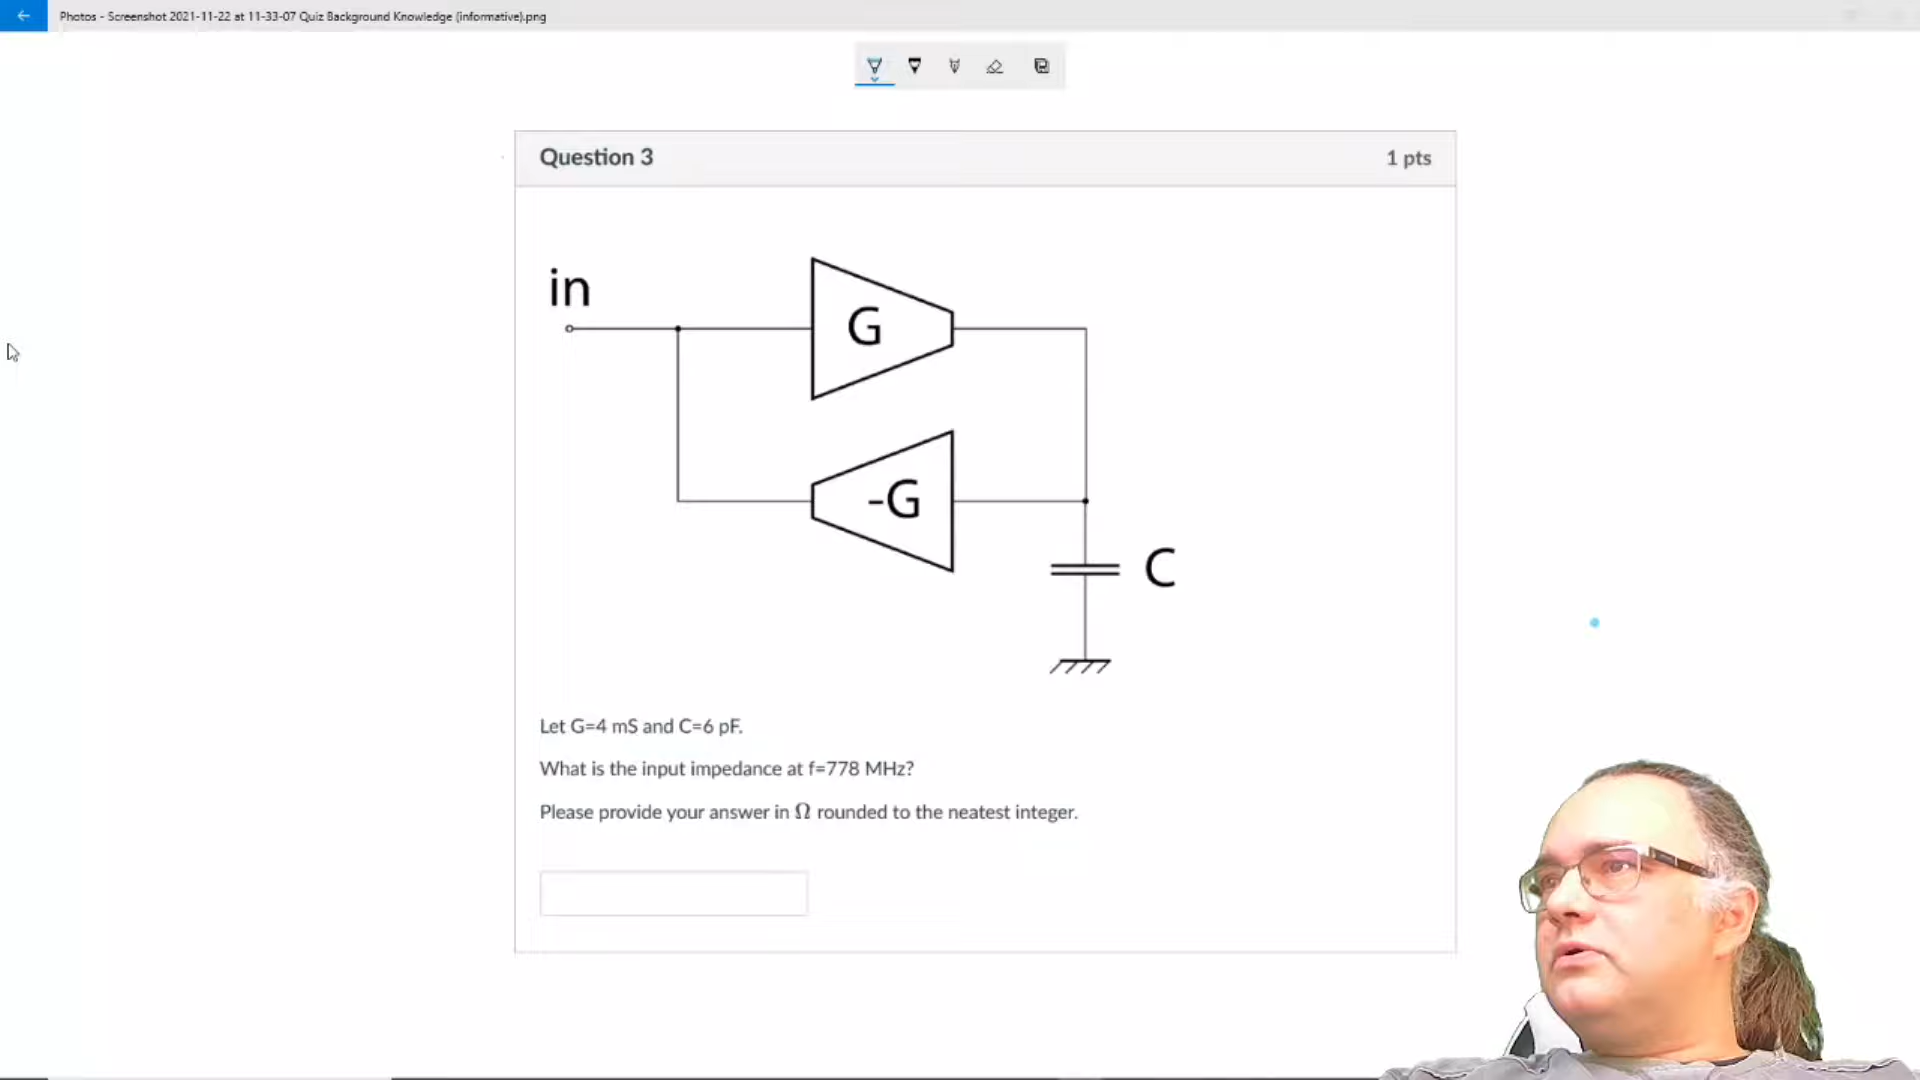 Photos - Screenshot 2021-11-22 at 11-33-07 Quiz Background Knowledge (informative).png
Question 3
1 pts
in
G
-G
C
Let G=4 mS and C=6 pF.
What is the input impedance at f=778 MHz?
Please provide your answer in Ω rounded to the neatest integer.